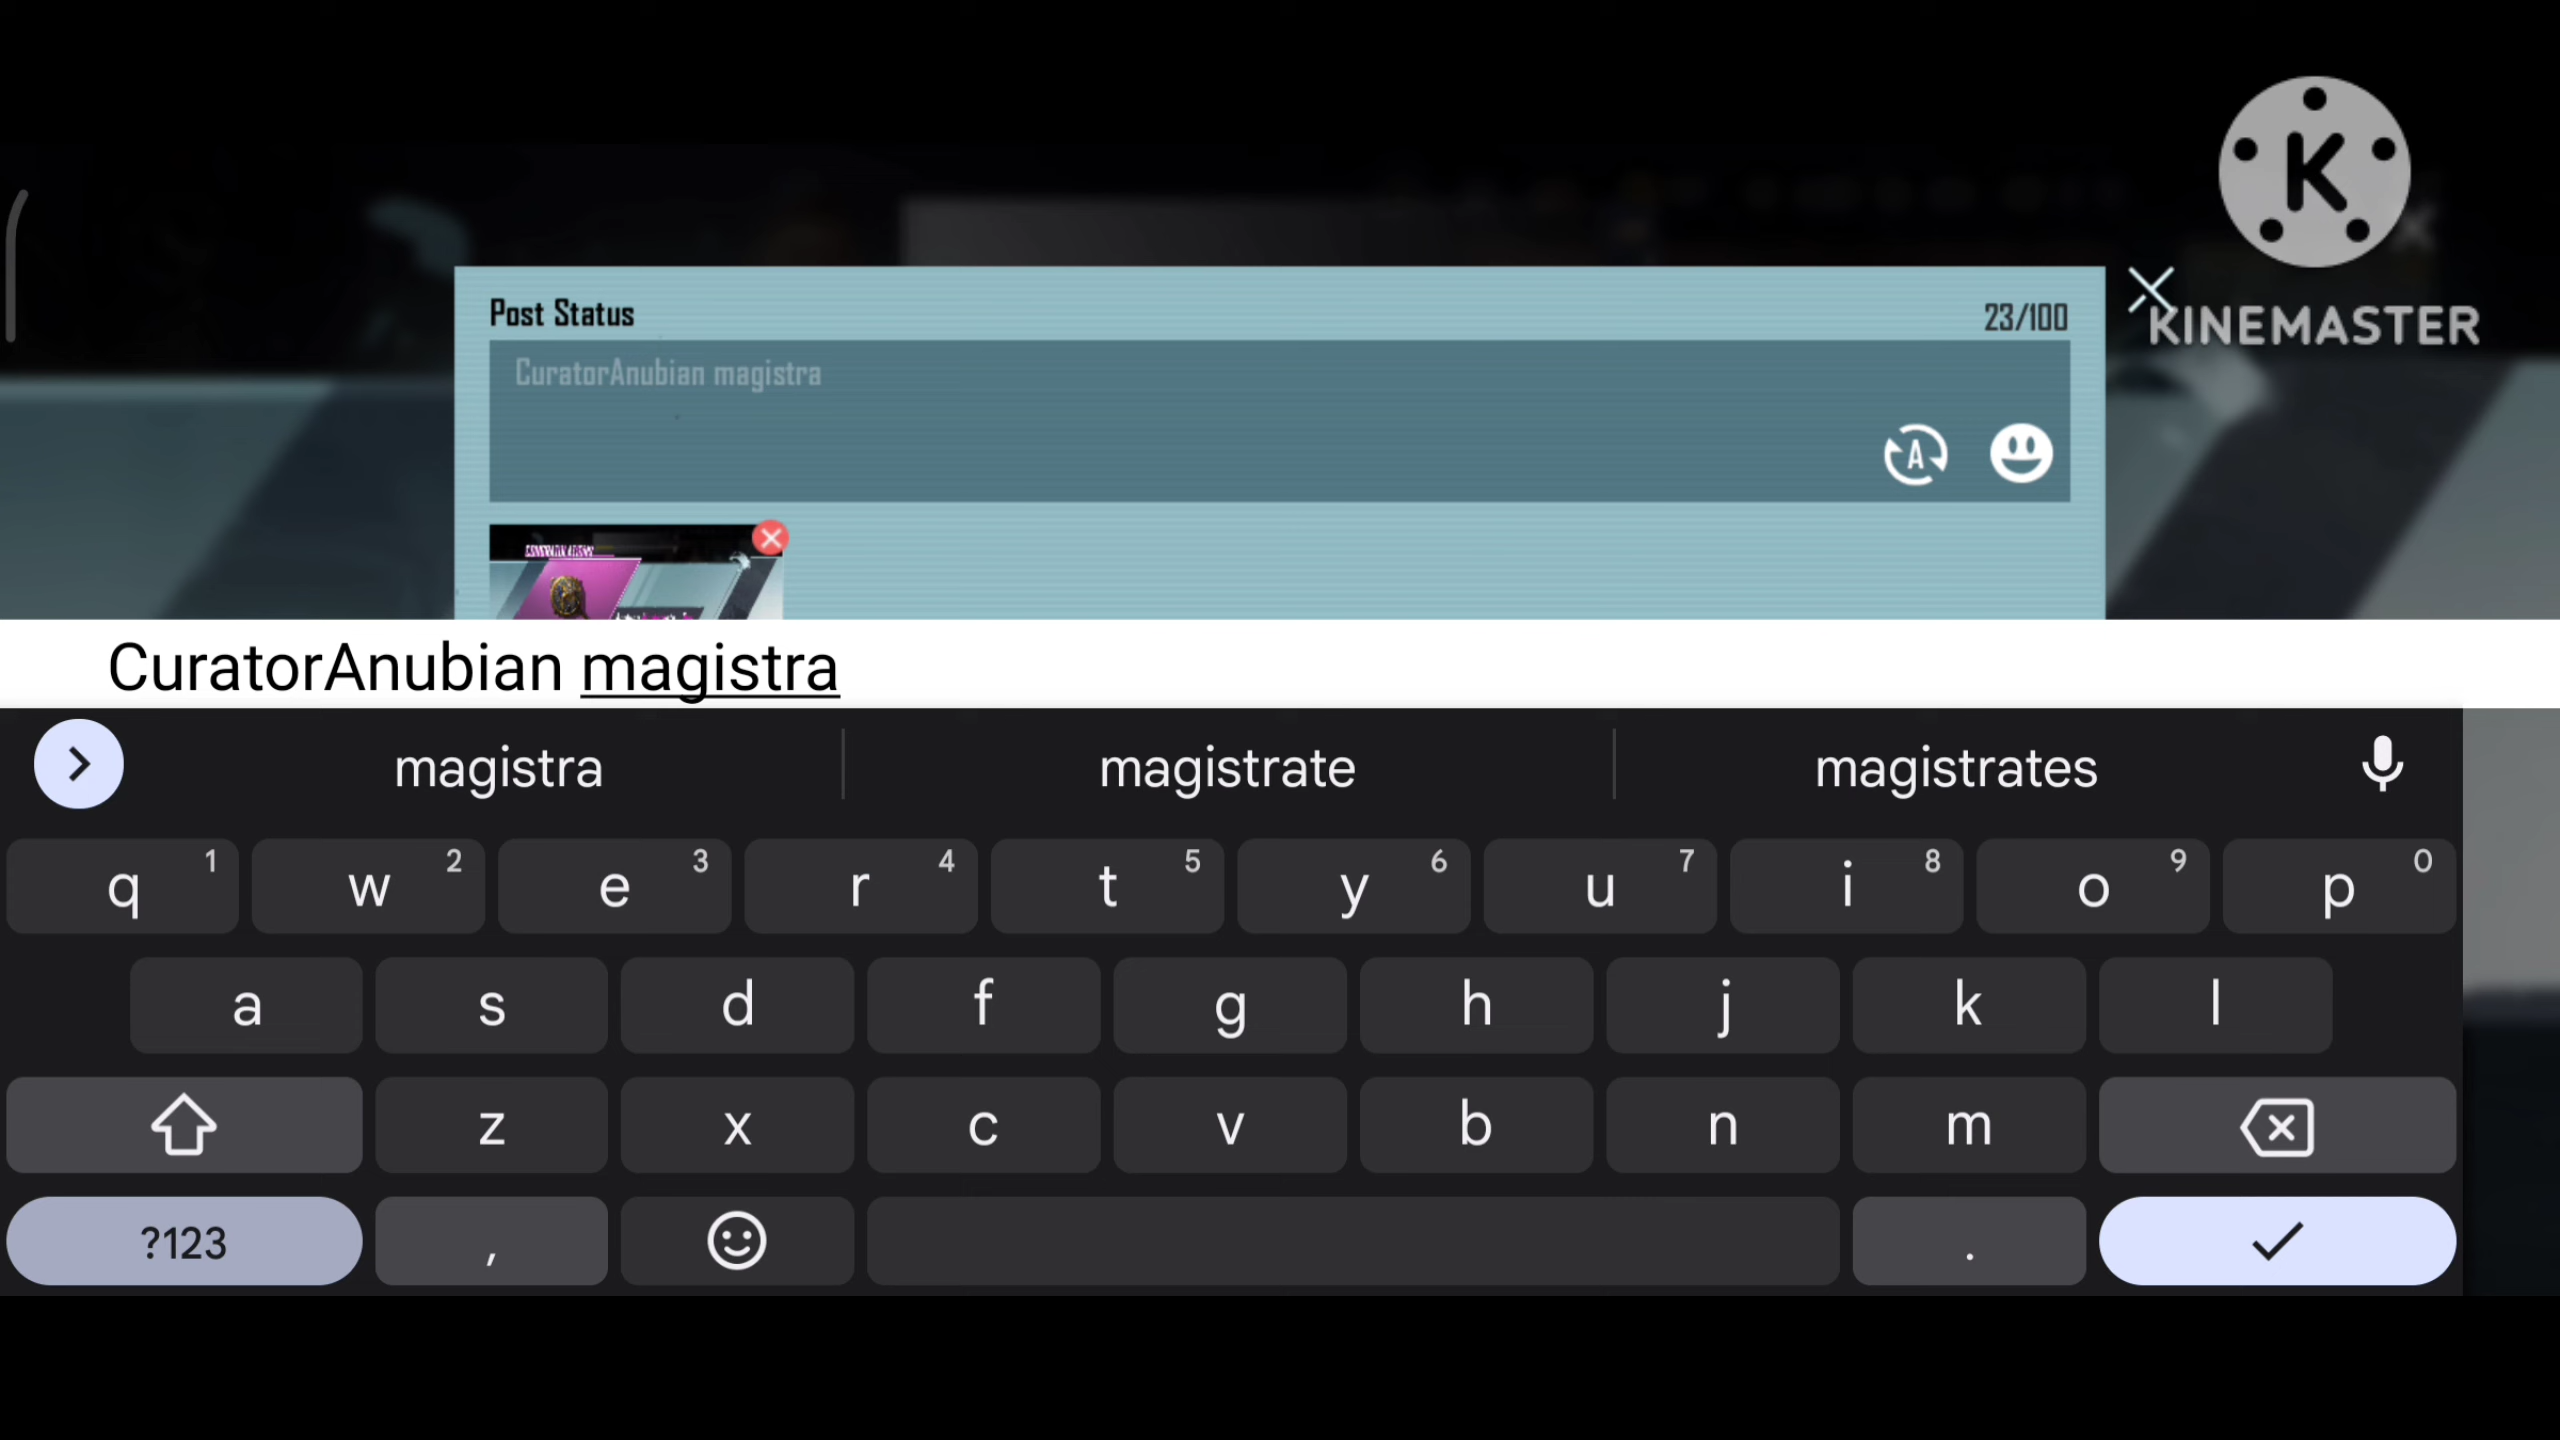 K
KINEMASTER
Post Status
23/100
CuratorAnubian magistra
A
CuratorAnubian magistra
magistra
magistrate
magistrates
q 1 w 2 e 3 r 4 t 5 y 6 u 7 i 8 o 9 p 0
a s d f g h j k l
z x c v b n m
?123 , .